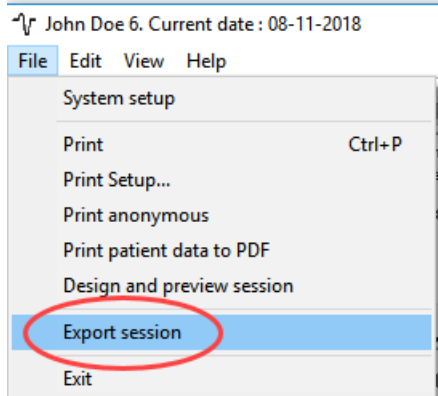 John Doe 6. Current date : 08-11-2018
File Edit View Help
System setup
Print Ctrl+P
Print Setup...
Print anonymous
Print patient data to PDF
Design and preview session
Export session
Exit